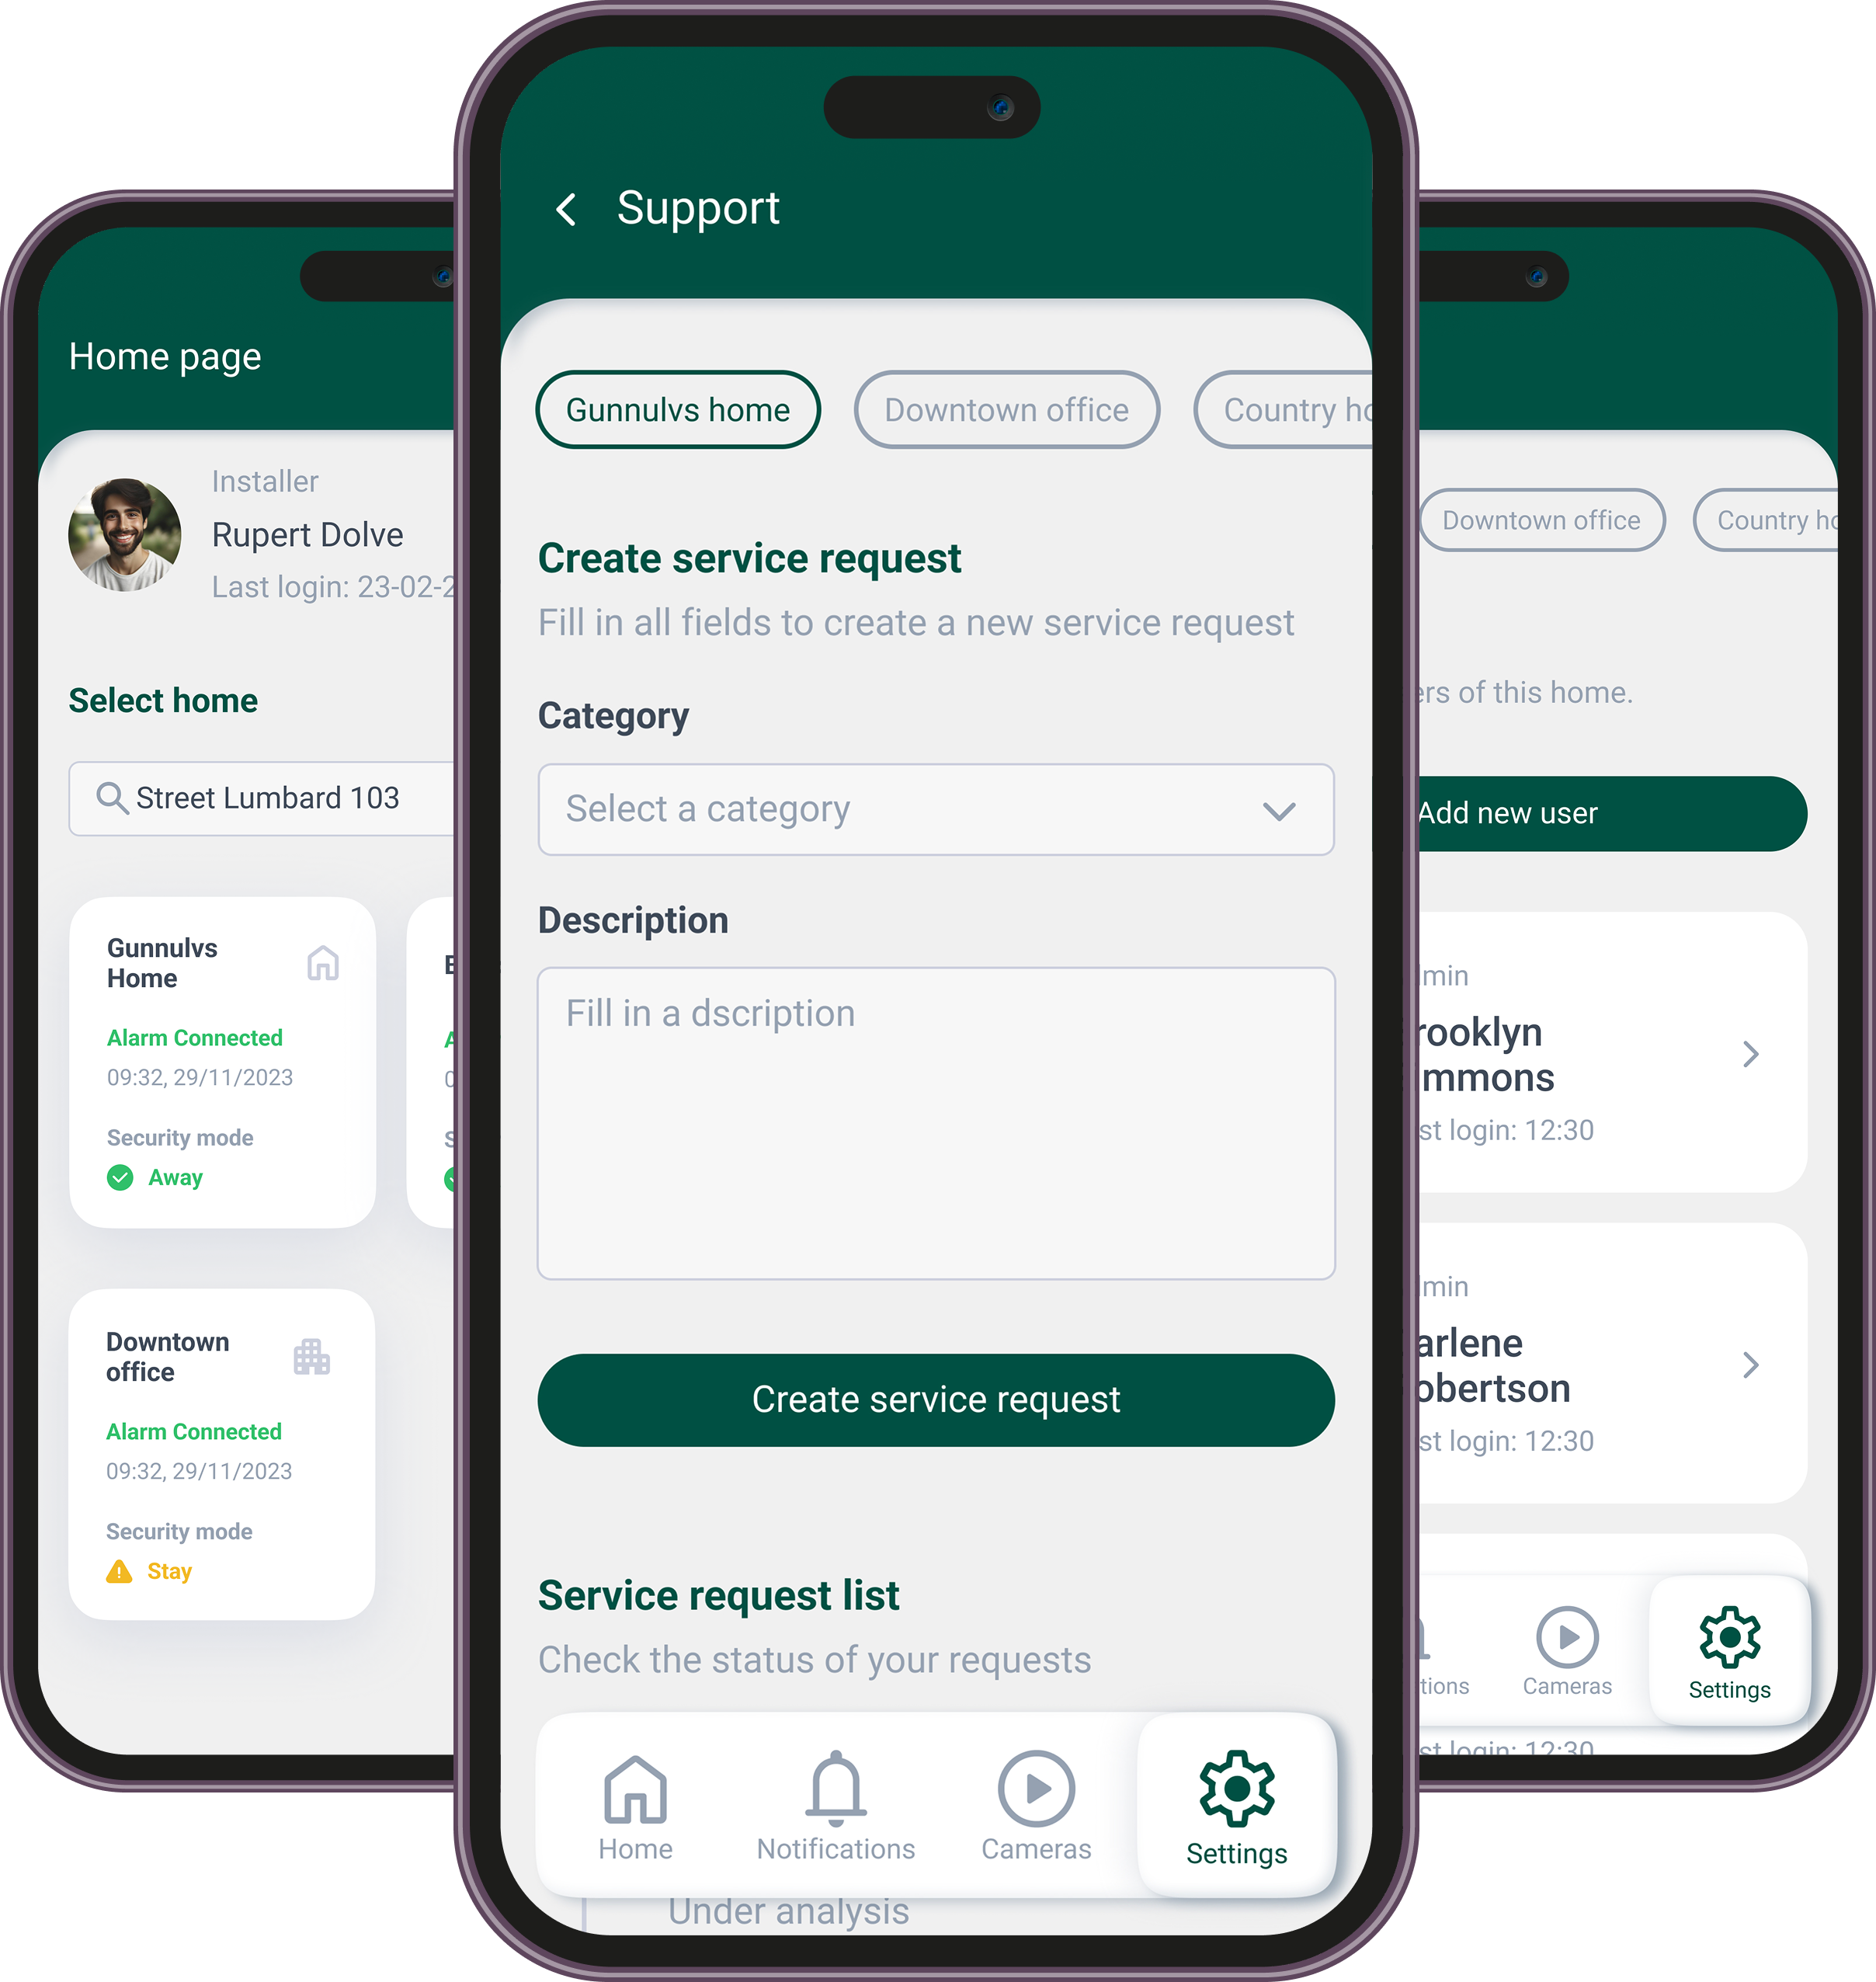 Home page
Installer
Rupert Dolve
Last login: 23-02-2
Select home
Street Lumbard 103
Gunnulvs
Home
Alarm Connected
09:32, 29/11/2023
Security mode
Away
Downtown
office
Alarm Connected
09:32, 29/11/2023
Security mode
Stay
Support
Gunnulvs home
Downtown office
Country ho
Create service request
Fill in all fields to create a new service request
Category
Select a category
Description
Fill in a dscription
Create service request
Service request list
Check the status of your requests
Home
Notifications
Cameras
Settings
Under analysis
Downtown office
Country ho
ers of this home.
Add new user
min
rooklyn
mmons
st login: 12:30
min
arlene
obertson
st login: 12:30
tions
Cameras
Settings
st login: 12:30